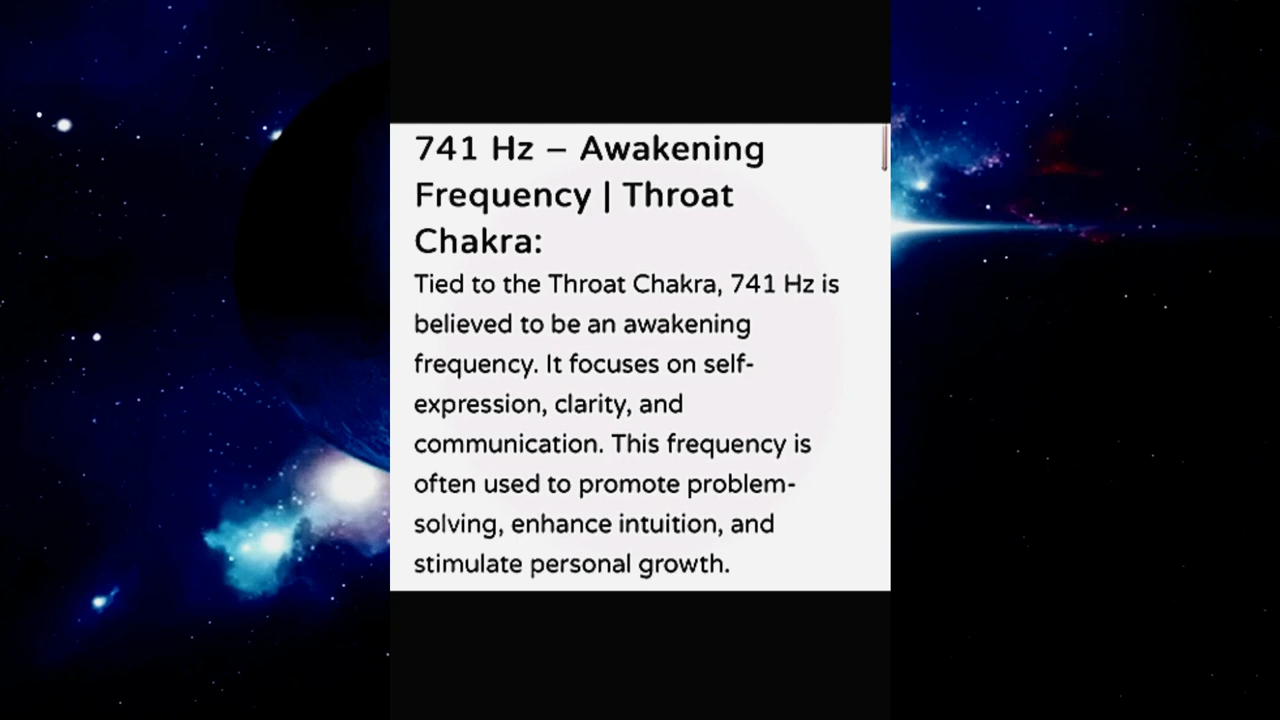 741 Hz – Awakening
Frequency | Throat
Chakra:
Tied to the Throat Chakra, 741 Hz is
believed to be an awakening
frequency. It focuses on self-
expression, clarity, and
communication. This frequency is
often used to promote problem-
solving, enhance intuition, and
stimulate personal growth.